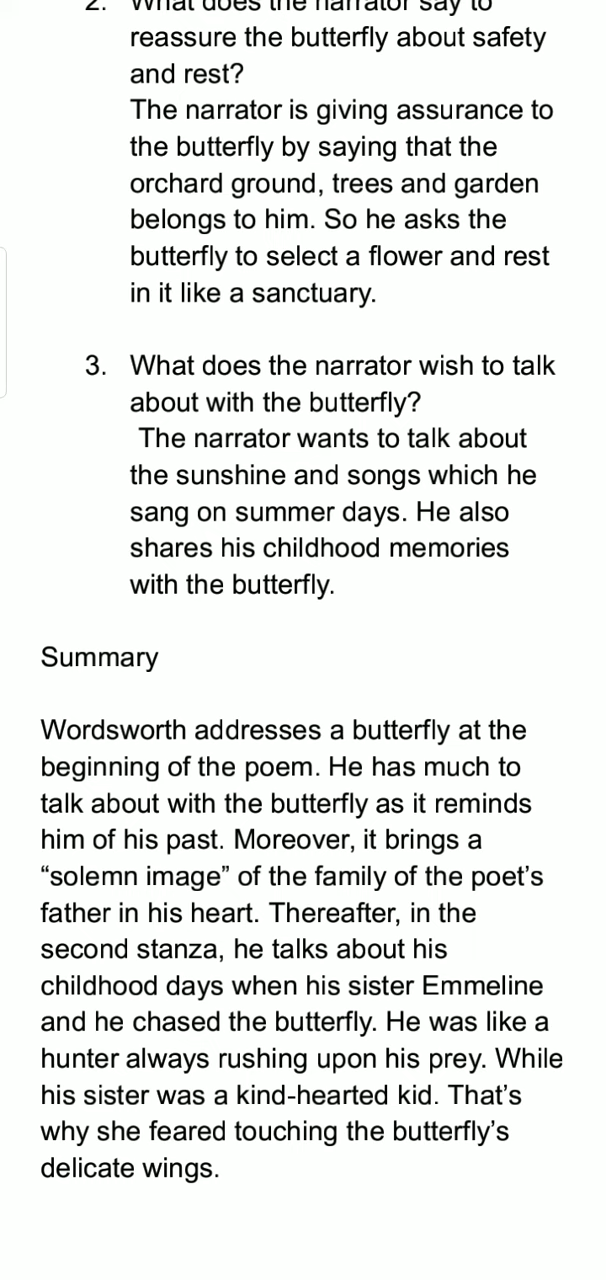 2. What does the narrator say to
reassure the butterfly about safety
and rest?
The narrator is giving assurance to
the butterfly by saying that the
orchard ground, trees and garden
belongs to him. So he asks the
butterfly to select a flower and rest
in it like a sanctuary.
3. What does the narrator wish to talk
about with the butterfly?
The narrator wants to talk about
the sunshine and songs which he
sang on summer days. He also
shares his childhood memories
with the butterfly.
Summary
Wordsworth addresses a butterfly at the
beginning of the poem. He has much to
talk about with the butterfly as it reminds
him of his past. Moreover, it brings a
“solemn image” of the family of the poet’s
father in his heart. Thereafter, in the
second stanza, he talks about his
childhood days when his sister Emmeline
and he chased the butterfly. He was like a
hunter always rushing upon his prey. While
his sister was a kind-hearted kid. That’s
why she feared touching the butterfly’s
delicate wings.